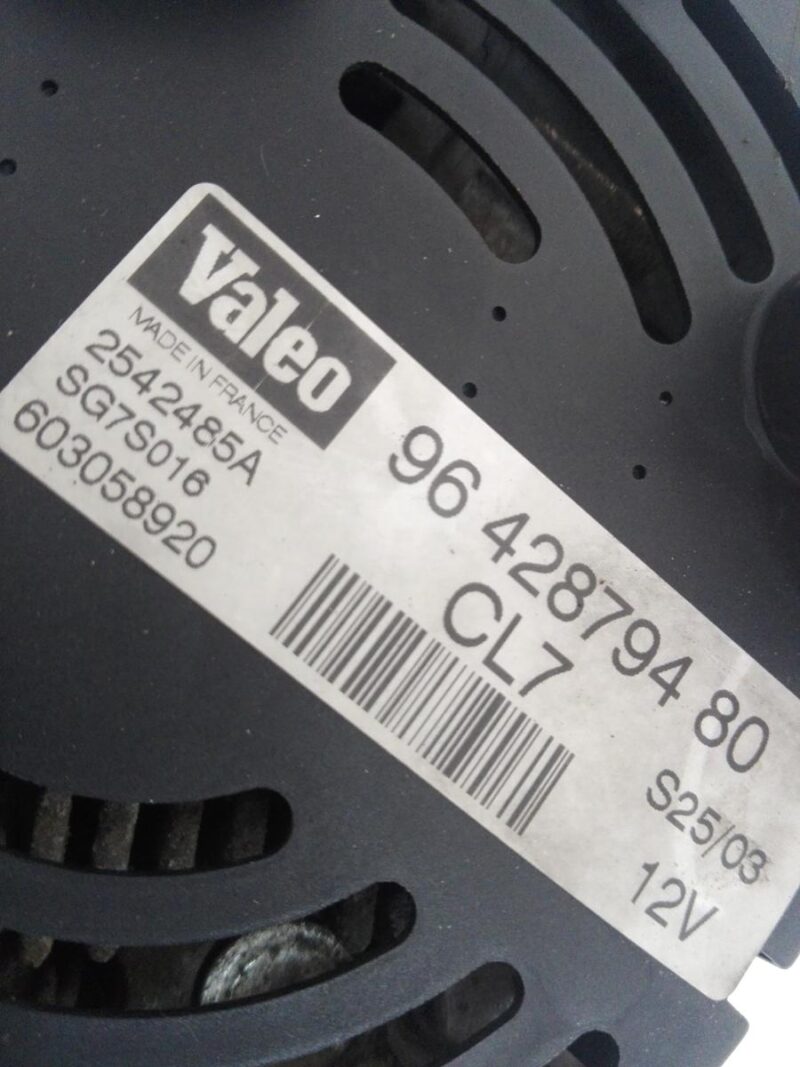 Valeo
MADE IN FRANCE
2542485A
SG7S016
603058920
96 428794 80
CL7
S25/03
12V